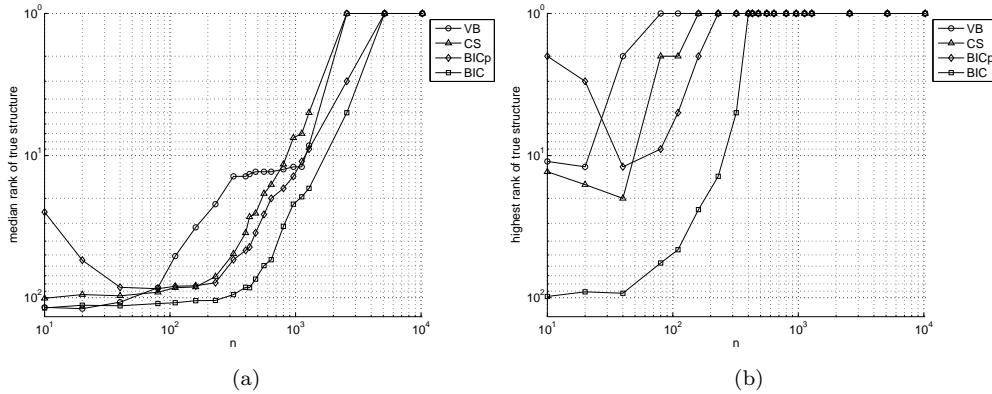 10^0
10^1
10^2
median rank of true structure
10^1
10^2
10^3
10^4
n
VB
CS
BICp
BIC
(a)
10^0
10^1
10^2
highest rank of true structure
10^1
10^2
10^3
10^4
n
VB
CS
BICp
BIC
(b)